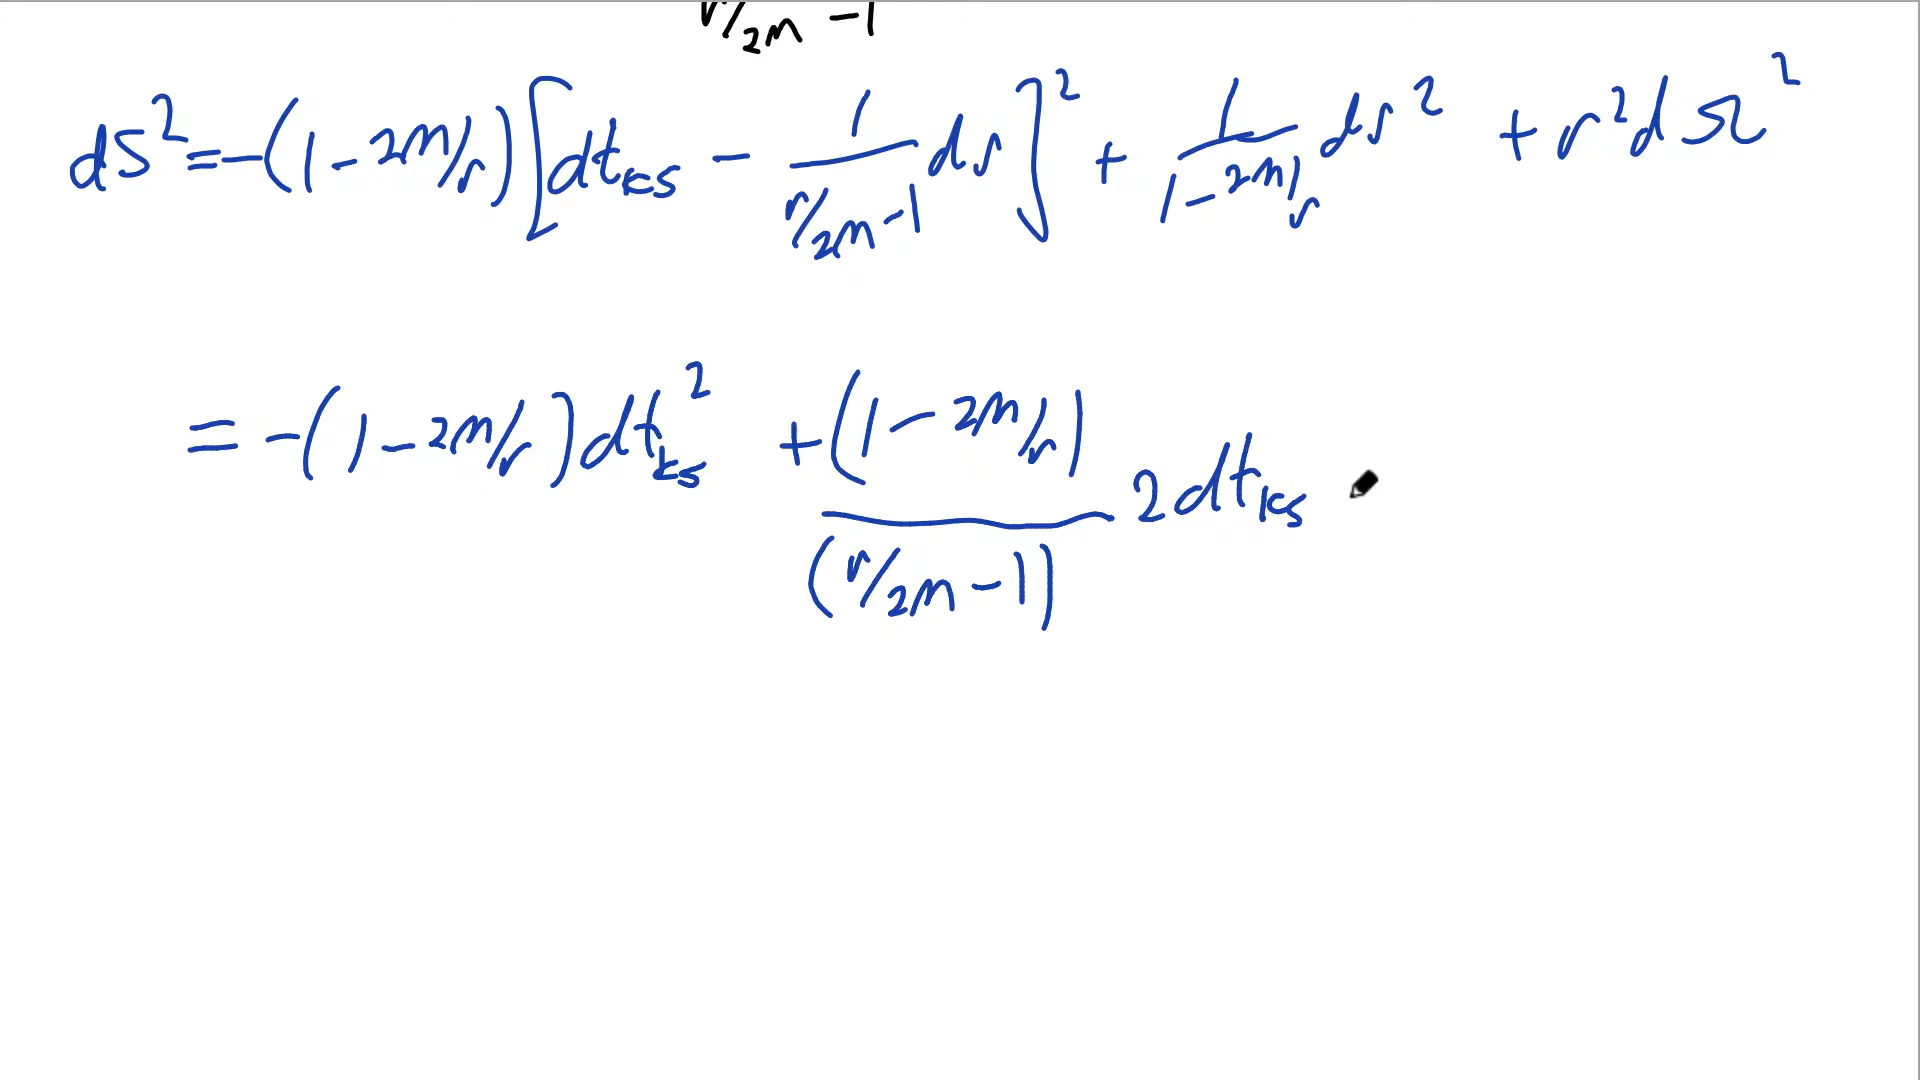 r/2m - 1
ds² = -(1 - 2m/r)[dt_ks - 1/(r/2m - 1) dr]² + 1/(1 - 2m/r) dr² + r²dΩ²
= -(1 - 2m/r)dt_ks² + (1 - 2m/r)/(r/2m - 1) 2dt_ks